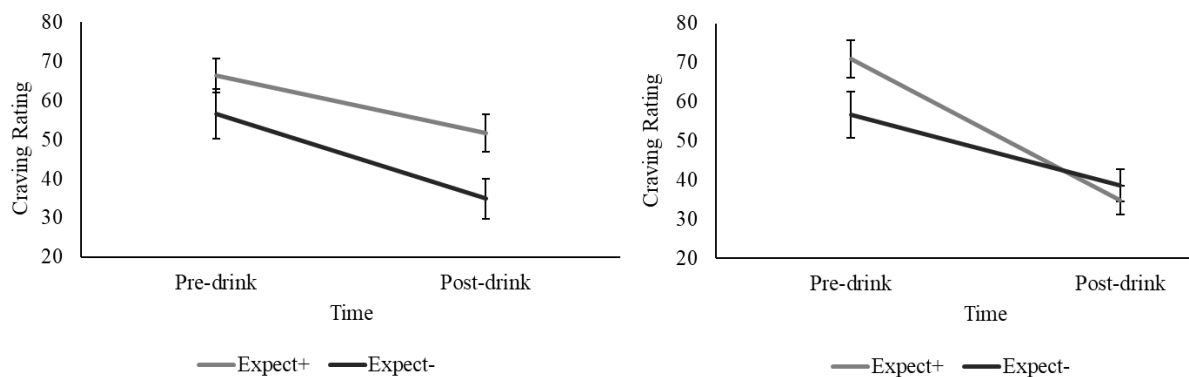 80
70
60
50
40
30
20
Craving Rating
Pre-drink
Post-drink
Time
Expect+
Expect-
80
70
60
50
40
30
20
Craving Rating
Pre-drink
Post-drink
Time
Expect+
Expect-